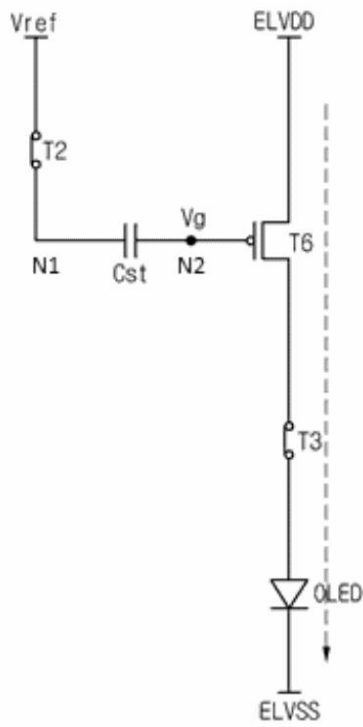 Vref
ELVDD
T2
Vg
T6
N1
Cst
N2
T3
OLED
ELVSS